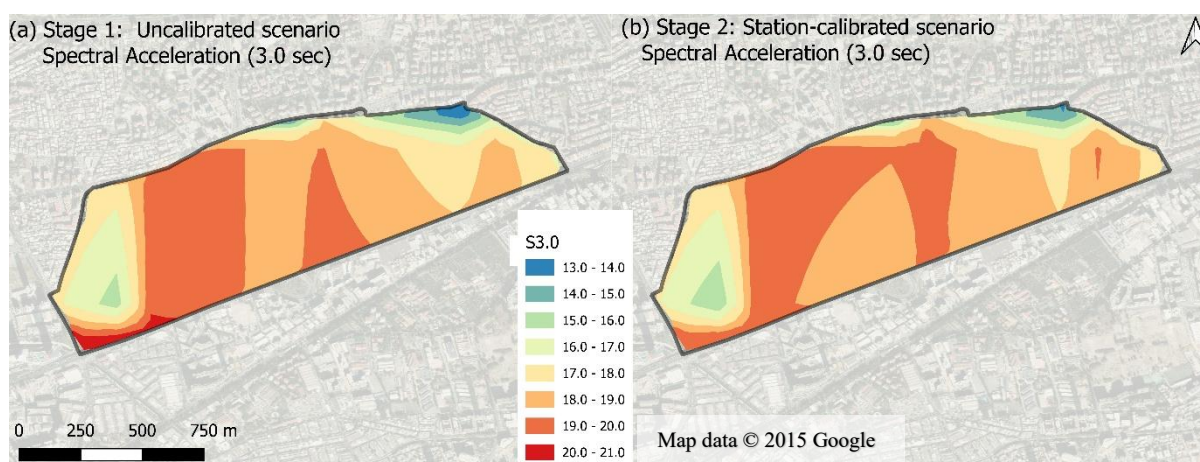 (a) Stage 1: Uncalibrated scenario
Spectral Acceleration (3.0 sec)
(b) Stage 2: Station-calibrated scenario
Spectral Acceleration (3.0 sec)
S3.0
13.0 - 14.0
14.0 - 15.0
15.0 - 16.0
16.0 - 17.0
17.0 - 18.0
18.0 - 19.0
19.0 - 20.0
20.0 - 21.0
0 250 500 750 m
Map data © 2015 Google